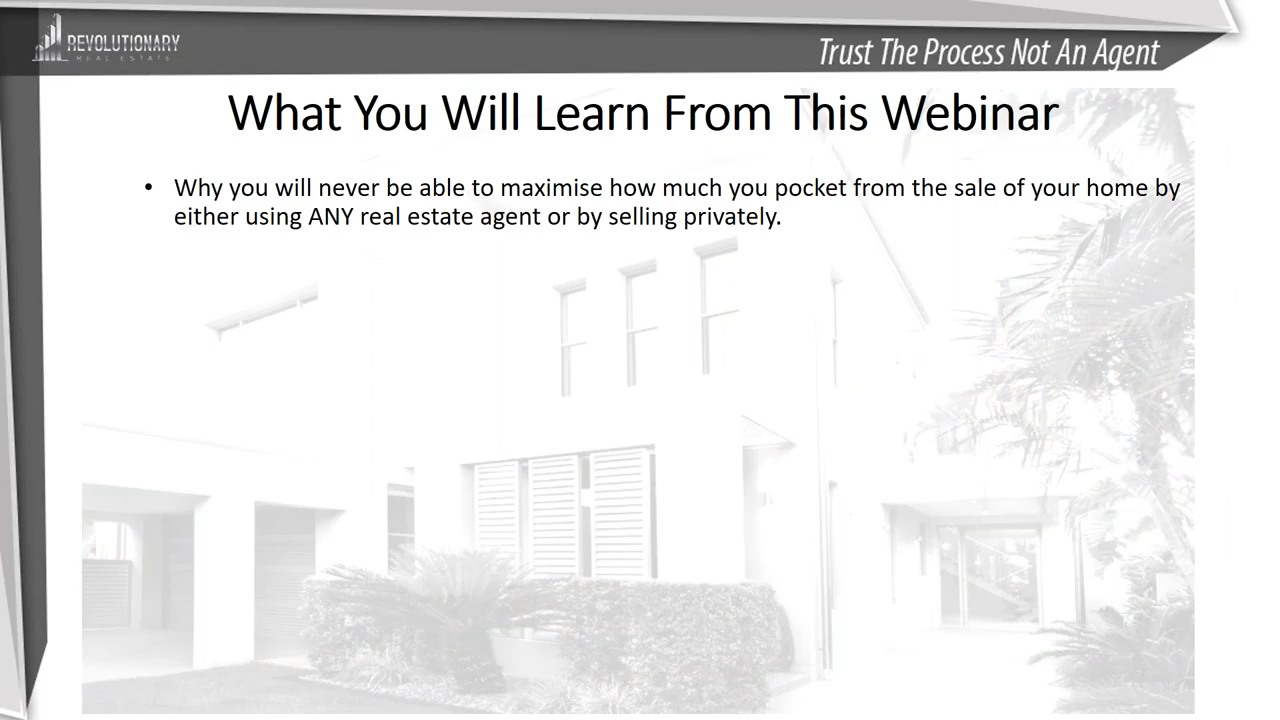 REVOLUTIONARY
REAL ESTATE
Trust The Process Not An Agent
What You Will Learn From This Webinar
• Why you will never be able to maximise how much you pocket from the sale of your home by
either using ANY real estate agent or by selling privately.